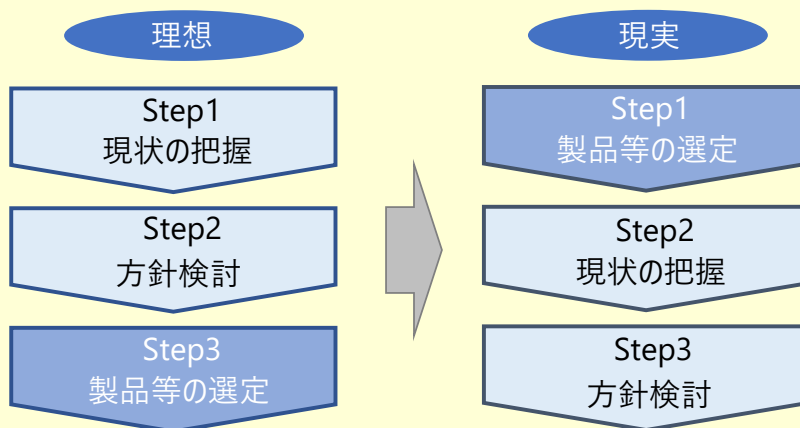 理想
Step1
現状の把握
Step2
方針検討
Step3
製品等の選定
現実
Step1
製品等の選定
Step2
現状の把握
Step3
方針検討